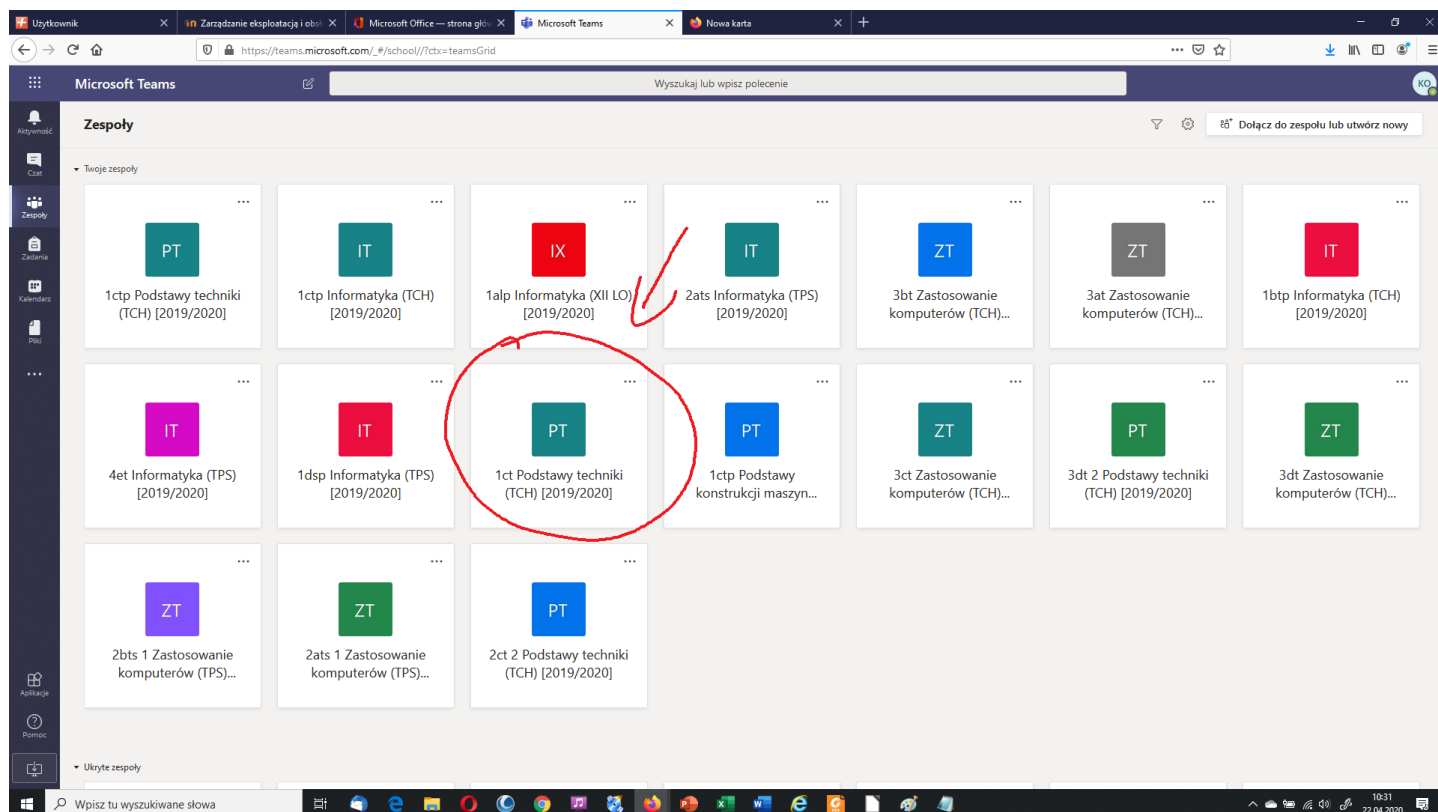 Użytkownik
Zarządzanie eksploatacją i obsł
Microsoft Office — strona głów
Microsoft Teams
Nowa karta
https://teams.microsoft.com/_#/school//?ctx=teamsGrid
Microsoft Teams
Wyszukaj lub wpisz polecenie
KO
Aktywność
Czat
Zespoły
Zadania
Kalendarz
Pliki
Aplikacje
Pomoc
Zespoły
Dołącz do zespołu lub utwórz nowy
Twoje zespoły
PT
1ctp Podstawy techniki
(TCH) [2019/2020]
IT
1ctp Informatyka (TCH)
[2019/2020]
IX
1alp Informatyka (XII LO)
[2019/2020]
IT
2ats Informatyka (TPS)
[2019/2020]
ZT
3bt Zastosowanie
komputerów (TCH)...
ZT
3at Zastosowanie
komputerów (TCH)...
IT
1btp Informatyka (TCH)
[2019/2020]
IT
4et Informatyka (TPS)
[2019/2020]
IT
1dsp Informatyka (TPS)
[2019/2020]
PT
1ct Podstawy techniki
(TCH) [2019/2020]
PT
1ctp Podstawy
konstrukcji maszyn...
ZT
3ct Zastosowanie
komputerów (TCH)...
PT
3dt 2 Podstawy techniki
(TCH) [2019/2020]
ZT
3dt Zastosowanie
komputerów (TCH)...
ZT
2bts 1 Zastosowanie
komputerów (TPS)...
ZT
2ats 1 Zastosowanie
komputerów (TPS)...
PT
2ct 2 Podstawy techniki
(TCH) [2019/2020]
Ukryte zespoły
Wpisz tu wyszukiwane słowa
10:31
22.04.2020